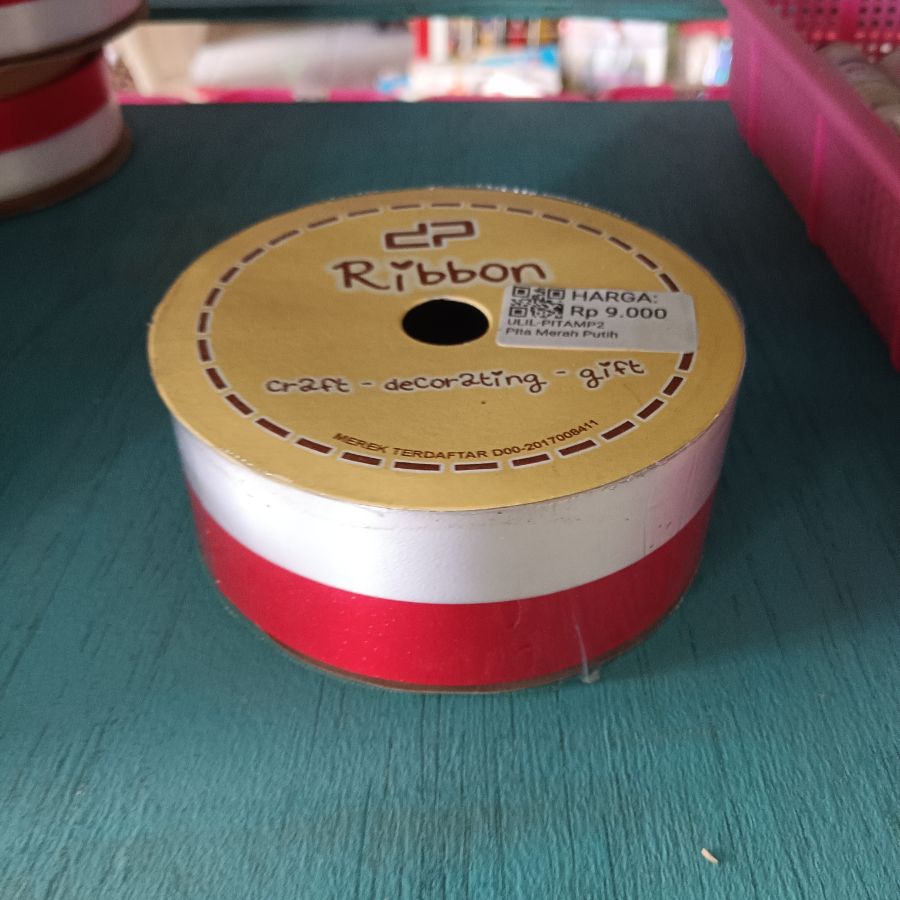 dp
Ribbon
HARGA:
Rp 9.000
ULIL-PITAMP2
Pita Merah Putih
craft - decorating - gift
MEREK TERDAFTAR D00-2017008411